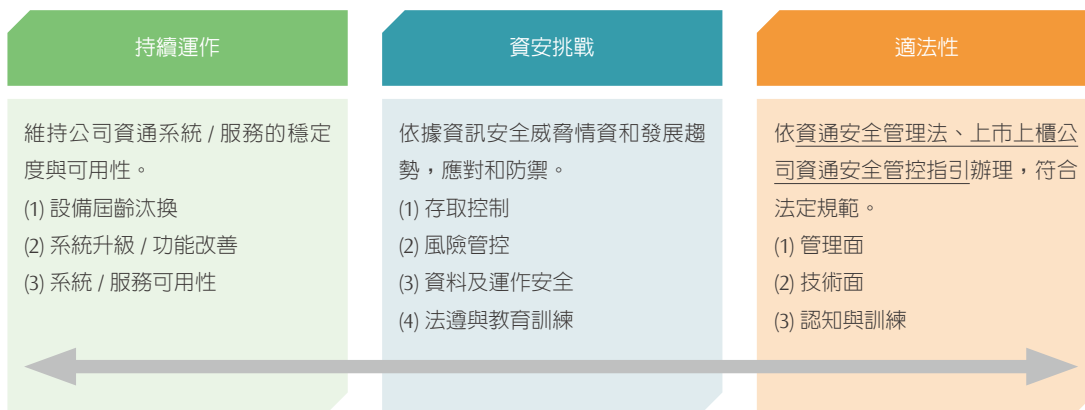 持續運作
維持公司資通系統 / 服務的穩定
度與可用性。
(1) 設備屆齡汰換
(2) 系統升級 / 功能改善
(3) 系統 / 服務可用性
資安挑戰
依據資訊安全威脅情資和發展趨
勢，應對和防禦。
(1) 存取控制
(2) 風險管控
(3) 資料及運作安全
(4) 法遵與教育訓練
適法性
依資通安全管理法、上市上櫃公
司資通安全管控指引辦理，符合
法定規範。
(1) 管理面
(2) 技術面
(3) 認知與訓練